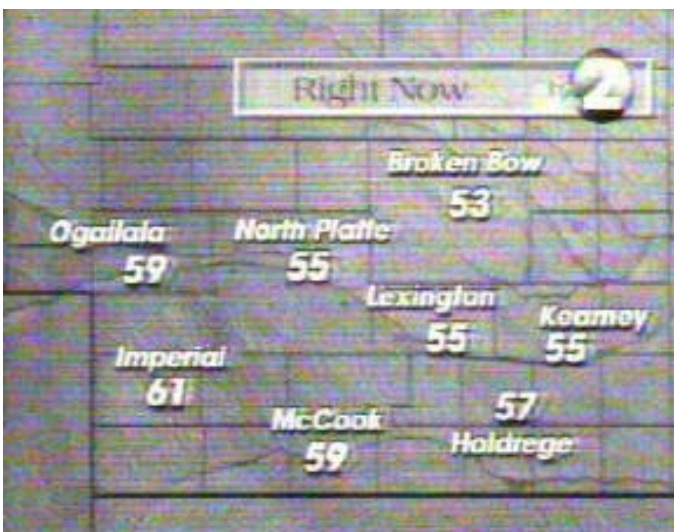 Right Now
2
Broken Bow
53
Ogallala
59
North Platte
55
Lexington
55
Kearney
55
Imperial
61
57
Holdrege
McCook
59